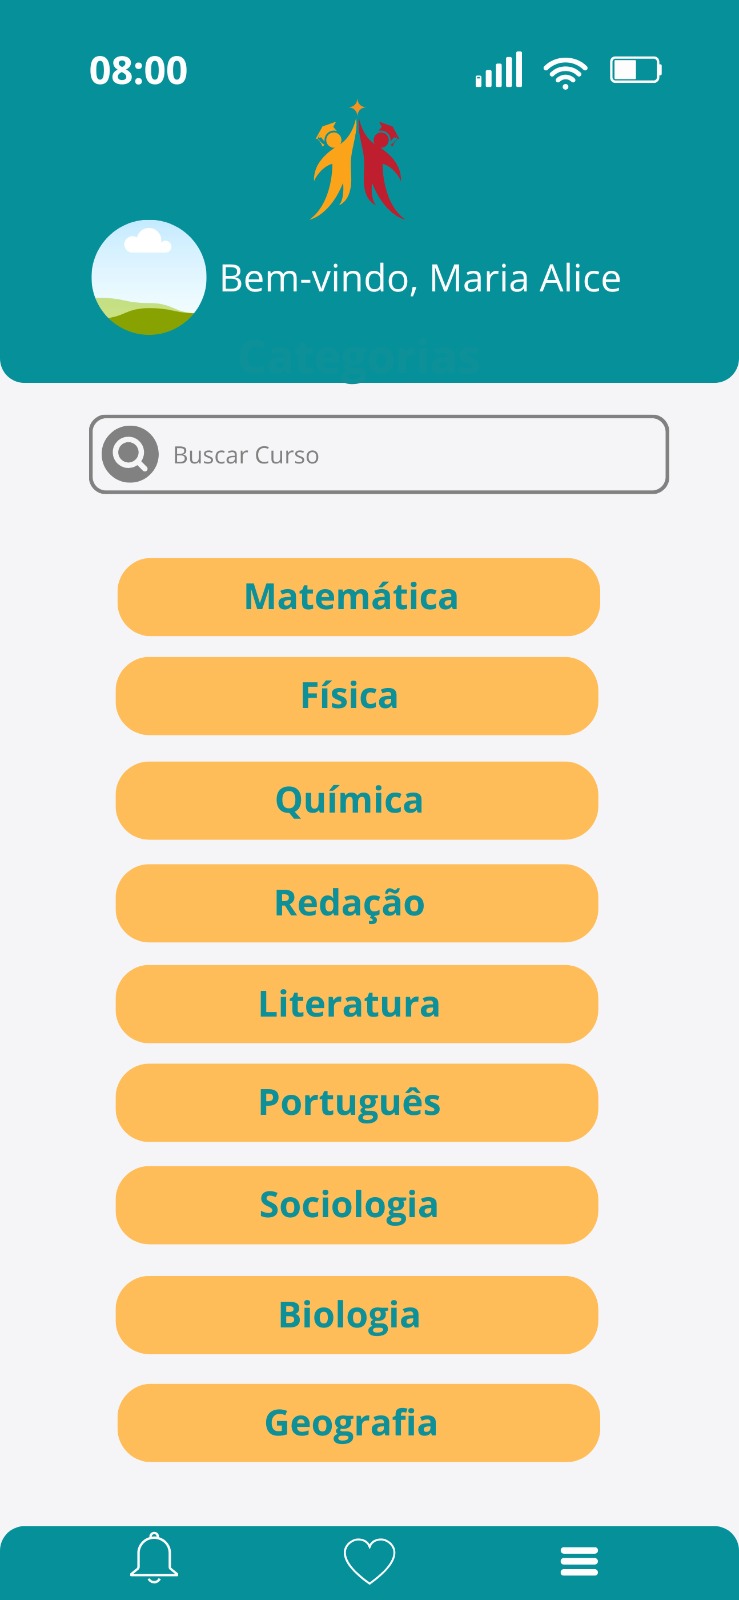 08:00
Bem-vindo, Maria Alice
Categorias
Buscar Curso
Matemática
Física
Química
Redação
Literatura
Português
Sociologia
Biologia
Geografia